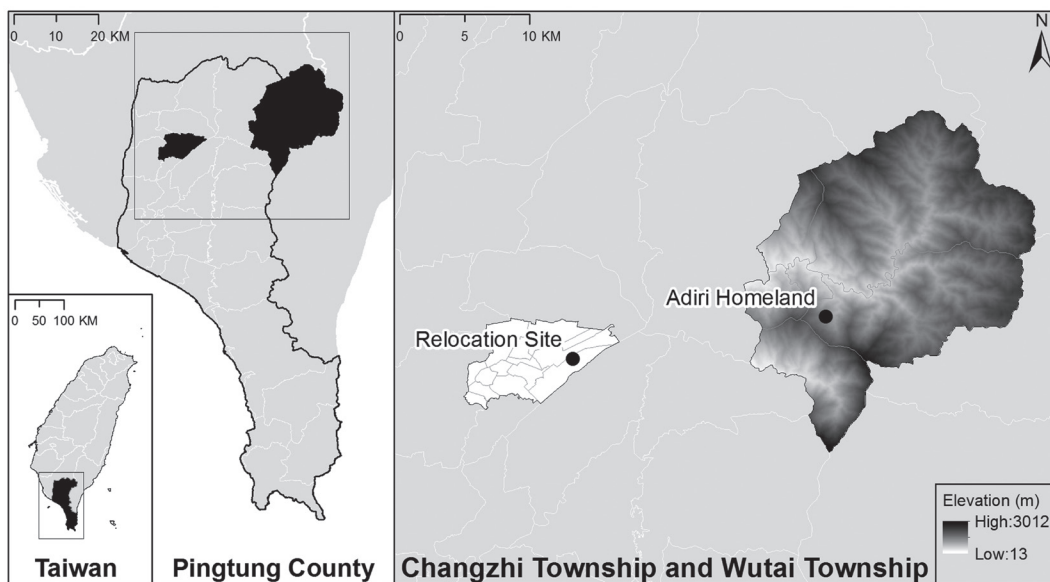 0 10 20 KM
0 5 10 KM
N
Adiri Homeland
Relocation Site
0 50 100 KM
Elevation (m)
High:3012
Low:13
Taiwan
Pingtung County
Changzhi Township and Wutai Township